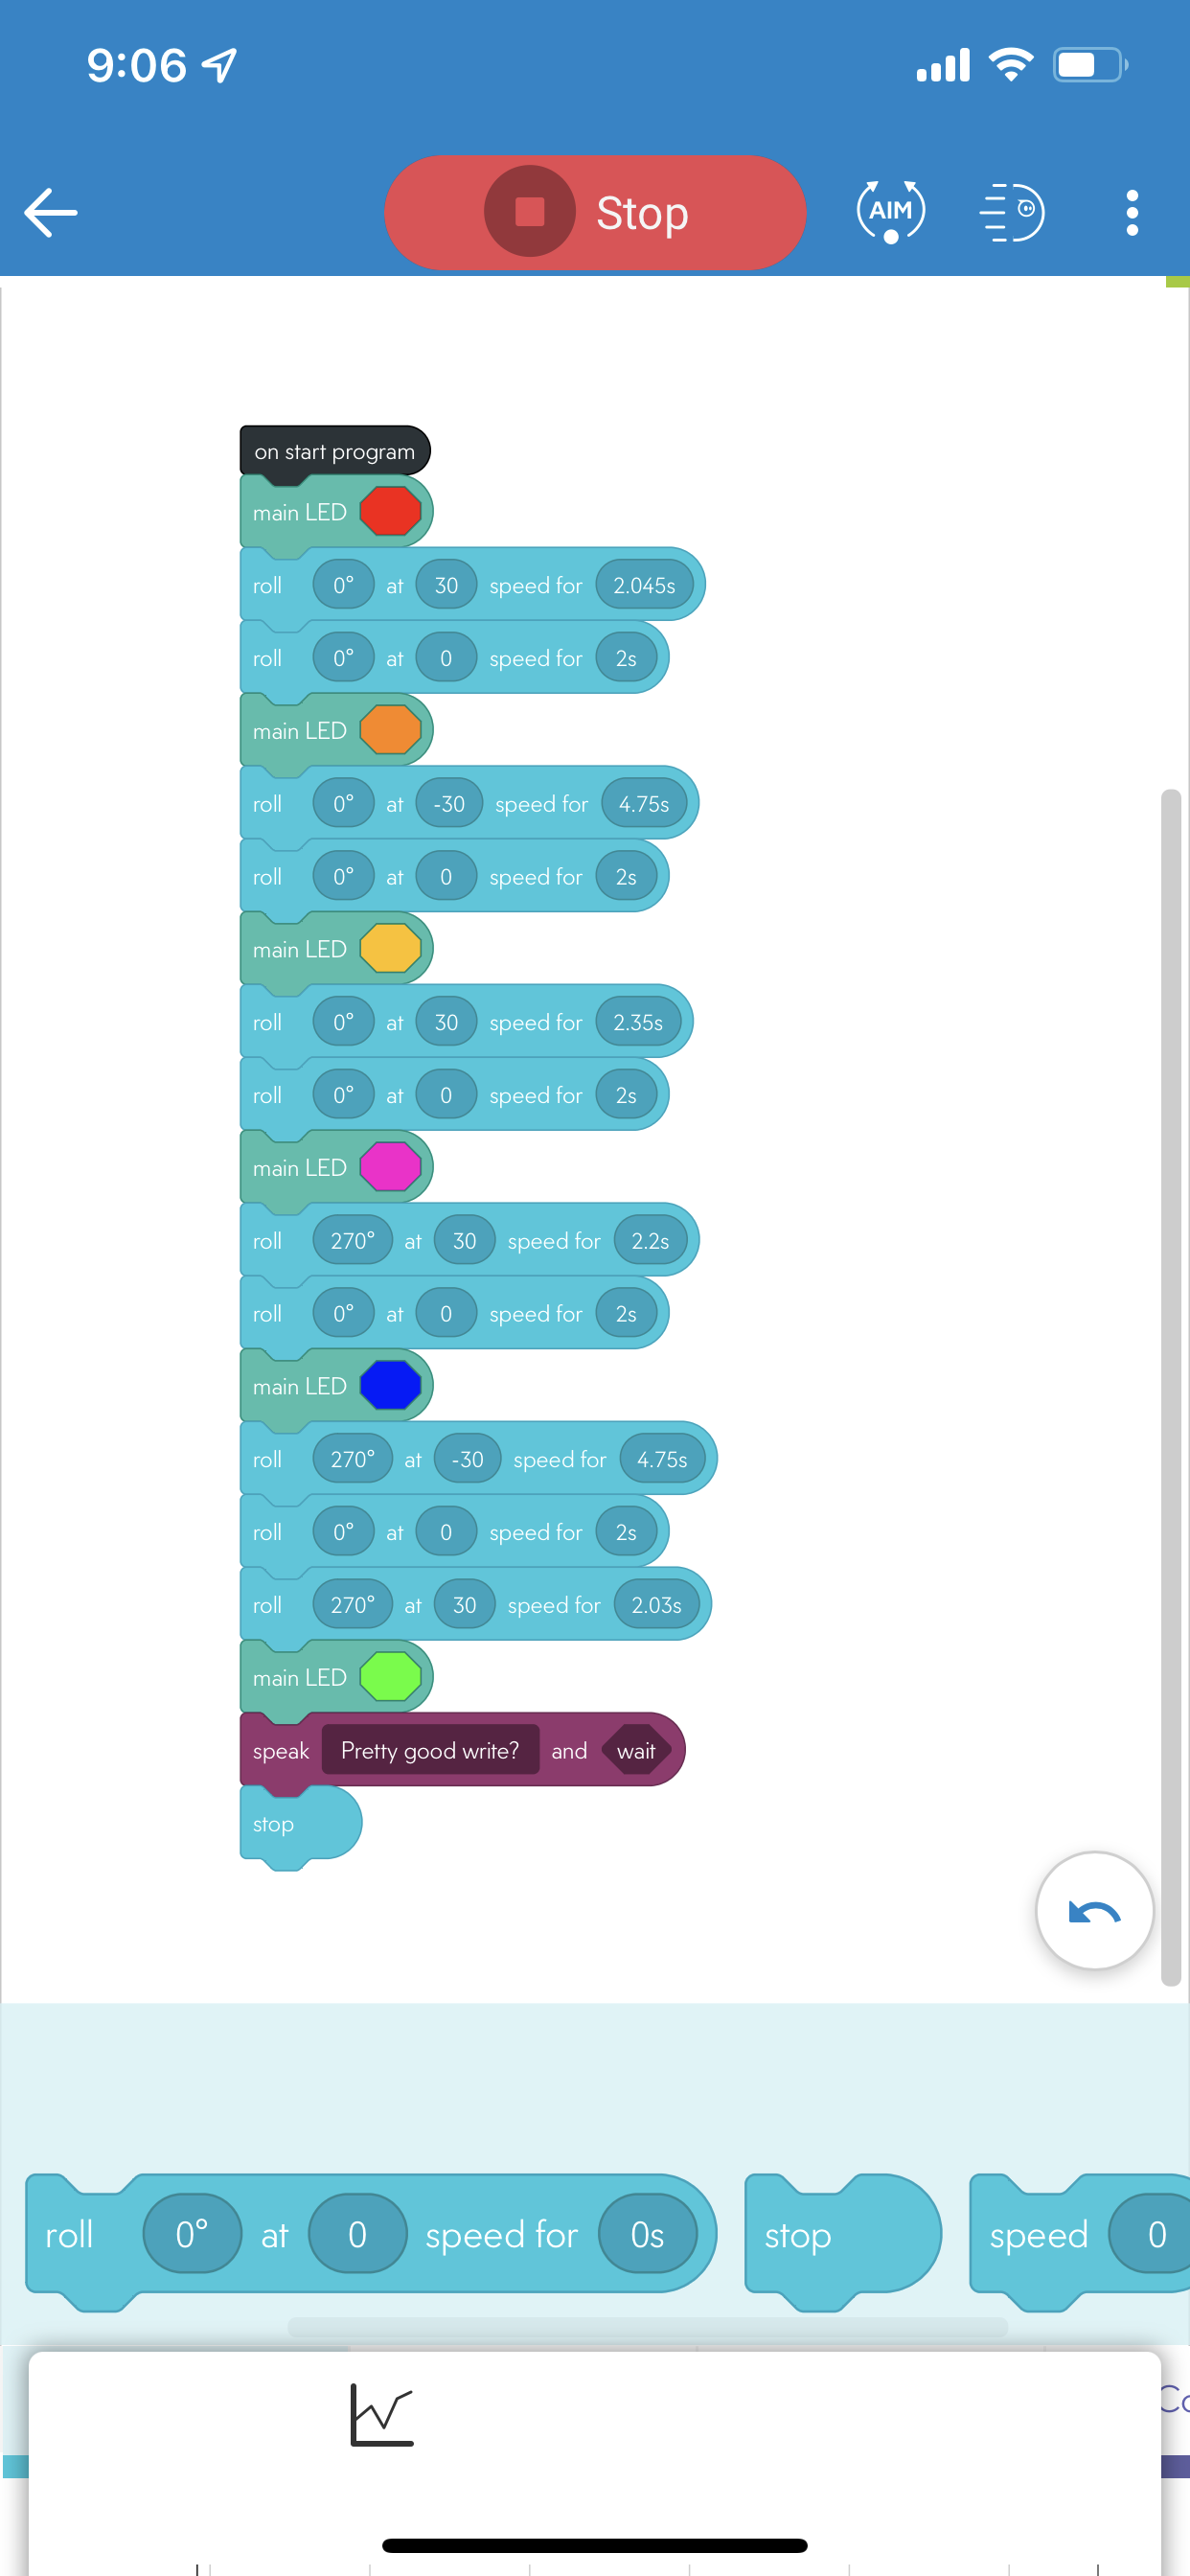 9:06
Stop
AIM
on start program
main LED
roll 0° at 30 speed for 2.045s
roll 0° at 0 speed for 2s
main LED
roll 0° at -30 speed for 4.75s
roll 0° at 0 speed for 2s
main LED
roll 0° at 30 speed for 2.35s
roll 0° at 0 speed for 2s
main LED
roll 270° at 30 speed for 2.2s
roll 0° at 0 speed for 2s
main LED
roll 270° at -30 speed for 4.75s
roll 0° at 0 speed for 2s
roll 270° at 30 speed for 2.03s
main LED
speak Pretty good write? and wait
stop
roll 0° at 0 speed for 0s stop speed 0